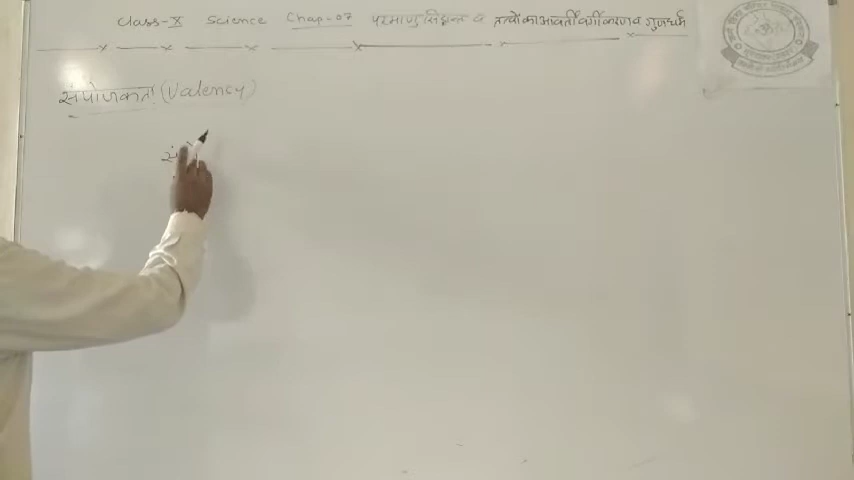 Class-X Science Chap-07 परमाणु सिद्धान्त व तत्वों का आवर्ती वर्गीकरण व गुणधर्म
संयोजकता (Valency)
सं